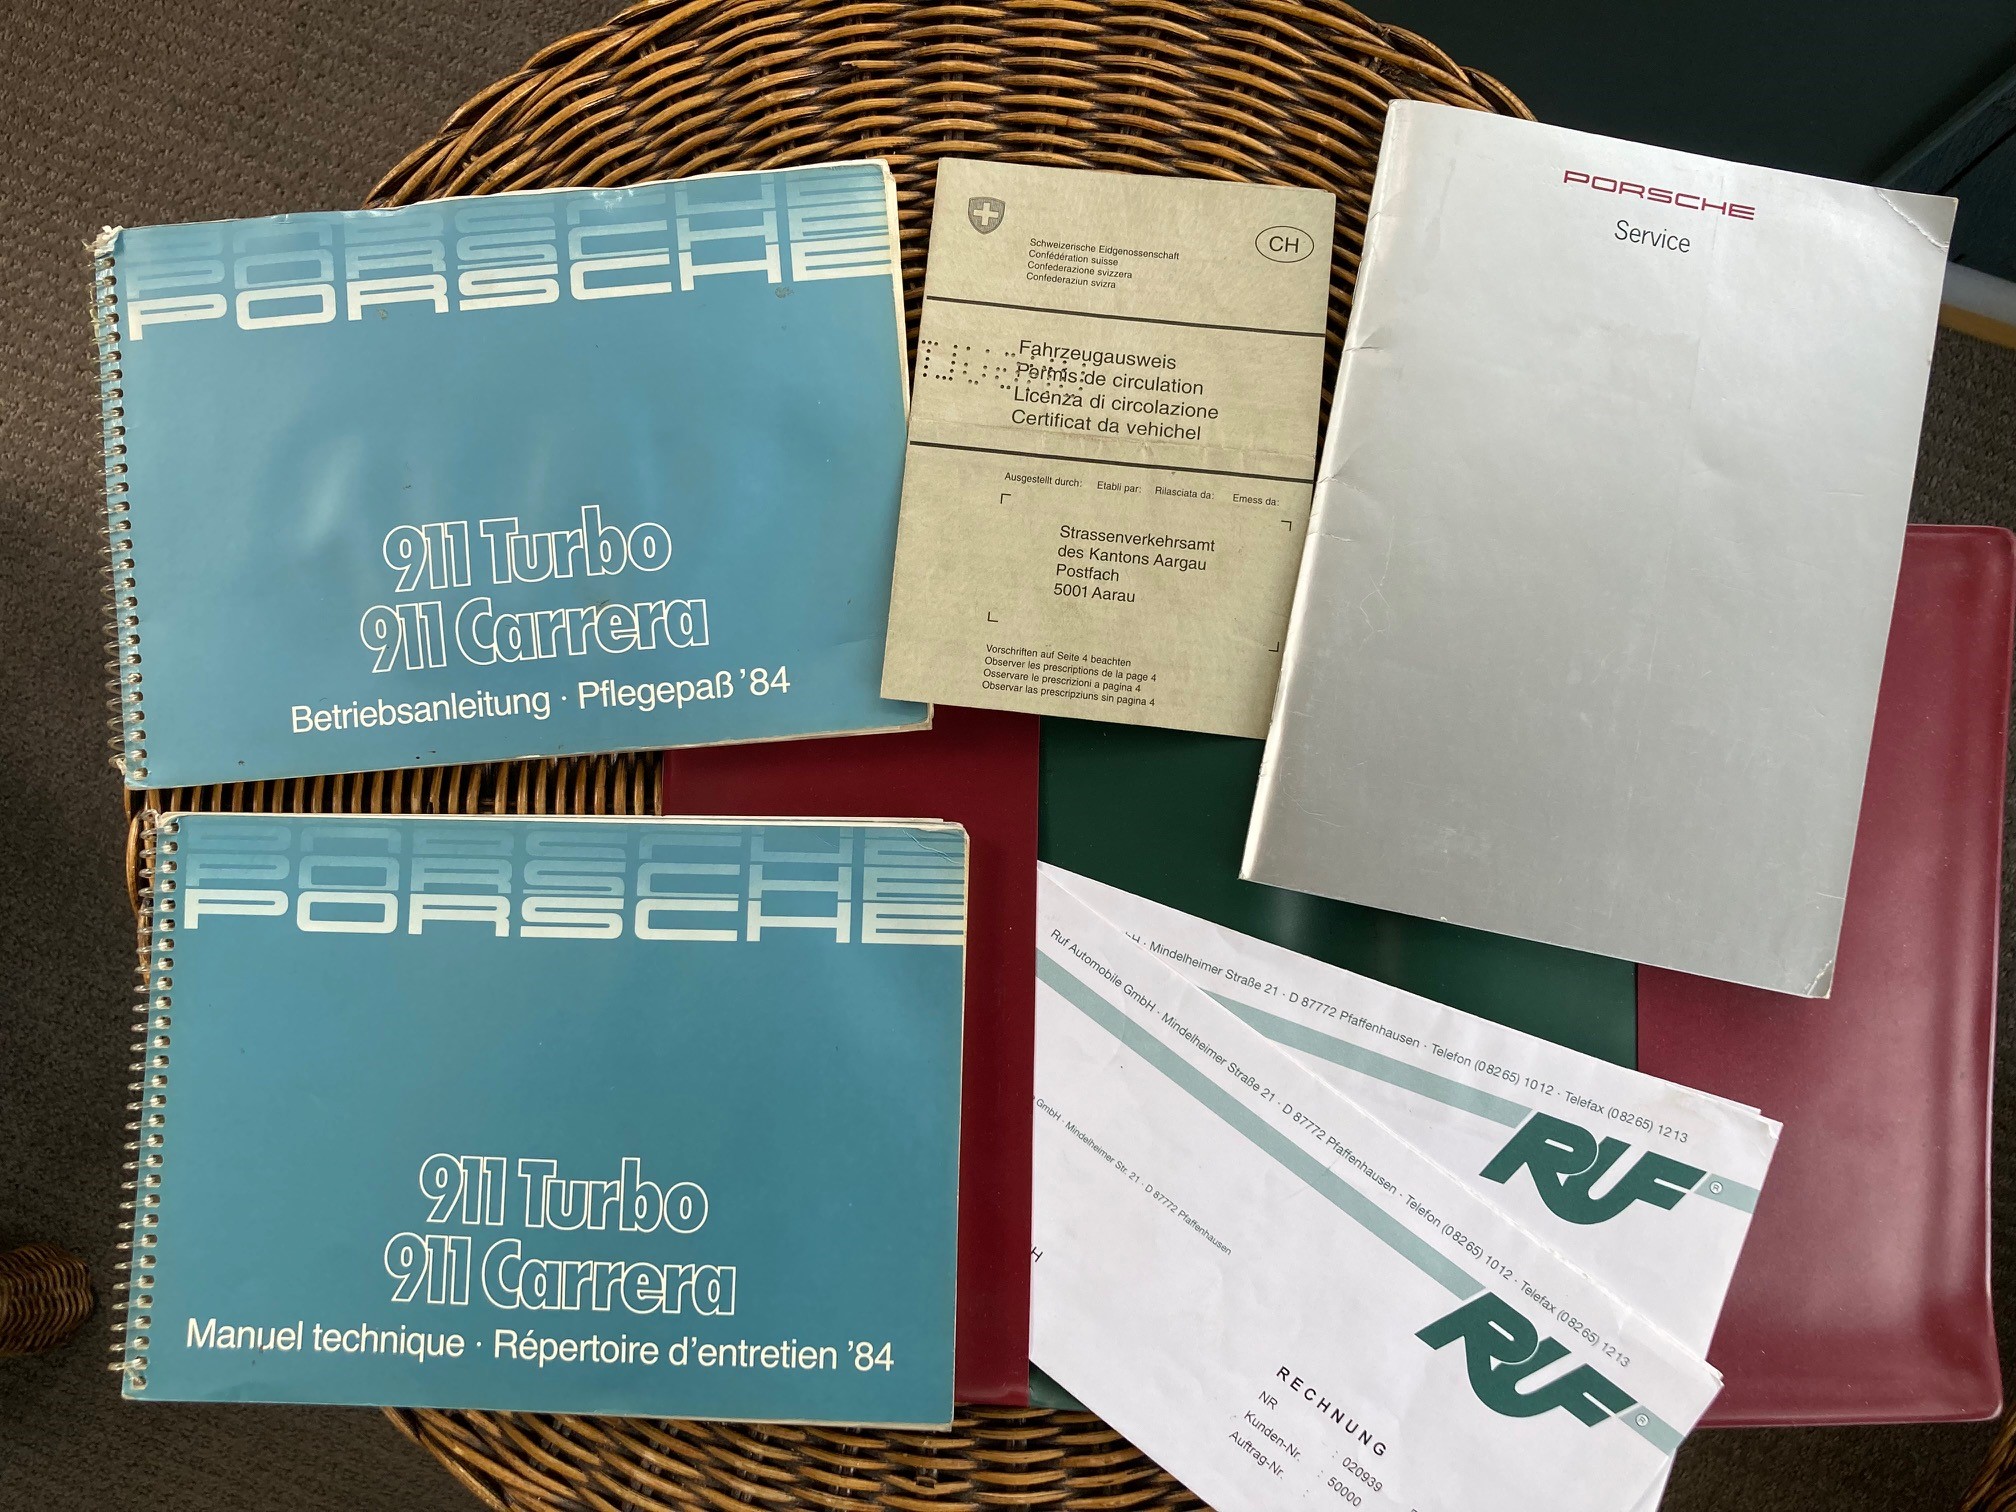 PORSCHE
PORSCHE
PORSCHE
911 Turbo
911 Carrera
Betriebsanleitung · Pflegepaß '84
CH
Schweizerische Eidgenossenschaft
Confédération suisse
Confederazione svizzera
Confederaziun svizra
Fahrzeugausweis
Permis de circulation
Licenza di circolazione
Certificat da vehichel
Ausgestellt durch: Etabli par: Rilasciata da: Emess da:
Strassenverkehrsamt
des Kantons Aargau
Postfach
5001 Aarau
Vorschriften auf Seite 4 beachten
Observer les prescriptions de la page 4
Osservare le prescrizioni a pagina 4
Observar las prescripziuns sin pagina 4
PORSCHE
Service
PORSCHE
PORSCHE
PORSCHE
911 Turbo
911 Carrera
Manuel technique · Répertoire d'entretien '84
· Mindelheimer Straße 21 · D 87772 Pfaffenhausen · Telefon (08265) 1012 · Telefax (08265) 1213
RUF®
Ruf Automobile GmbH · Mindelheimer Straße 21 · D 87772 Pfaffenhausen · Telefon (08265) 1012 · Telefax (08265) 1213
RUF®
GmbH · Mindelheimer Str. 21 · D 87772 Pfaffenhausen
H
RECHNUNG
NR : 020939
Kunden-Nr. : 50000
Auftrag-Nr. :